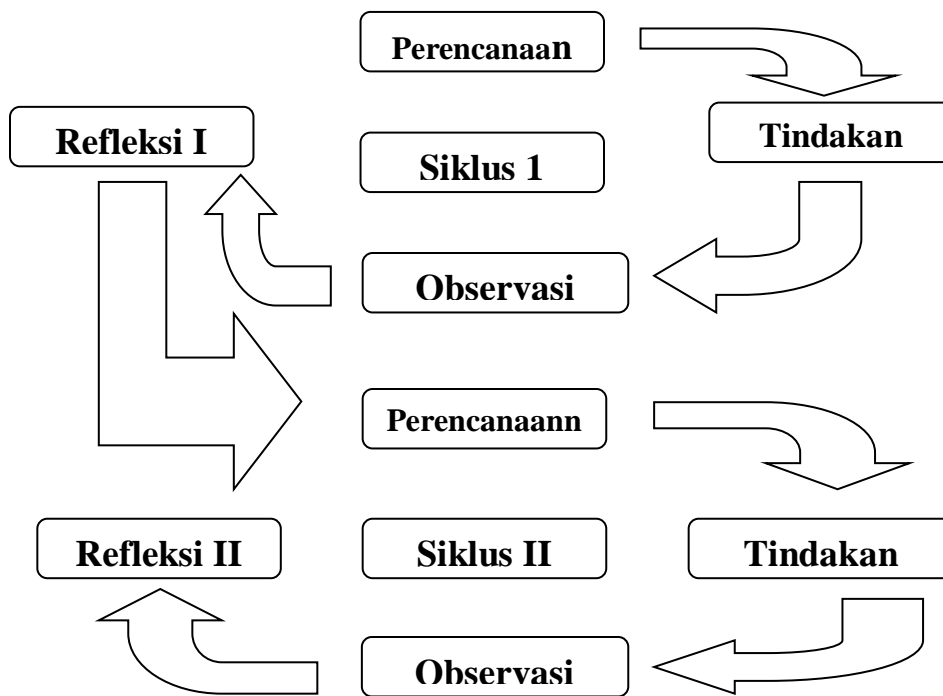 Perencanaan
Refleksi I
Tindakan
Siklus 1
Observasi
Perencanaann
Refleksi II
Siklus II
Tindakan
Observasi